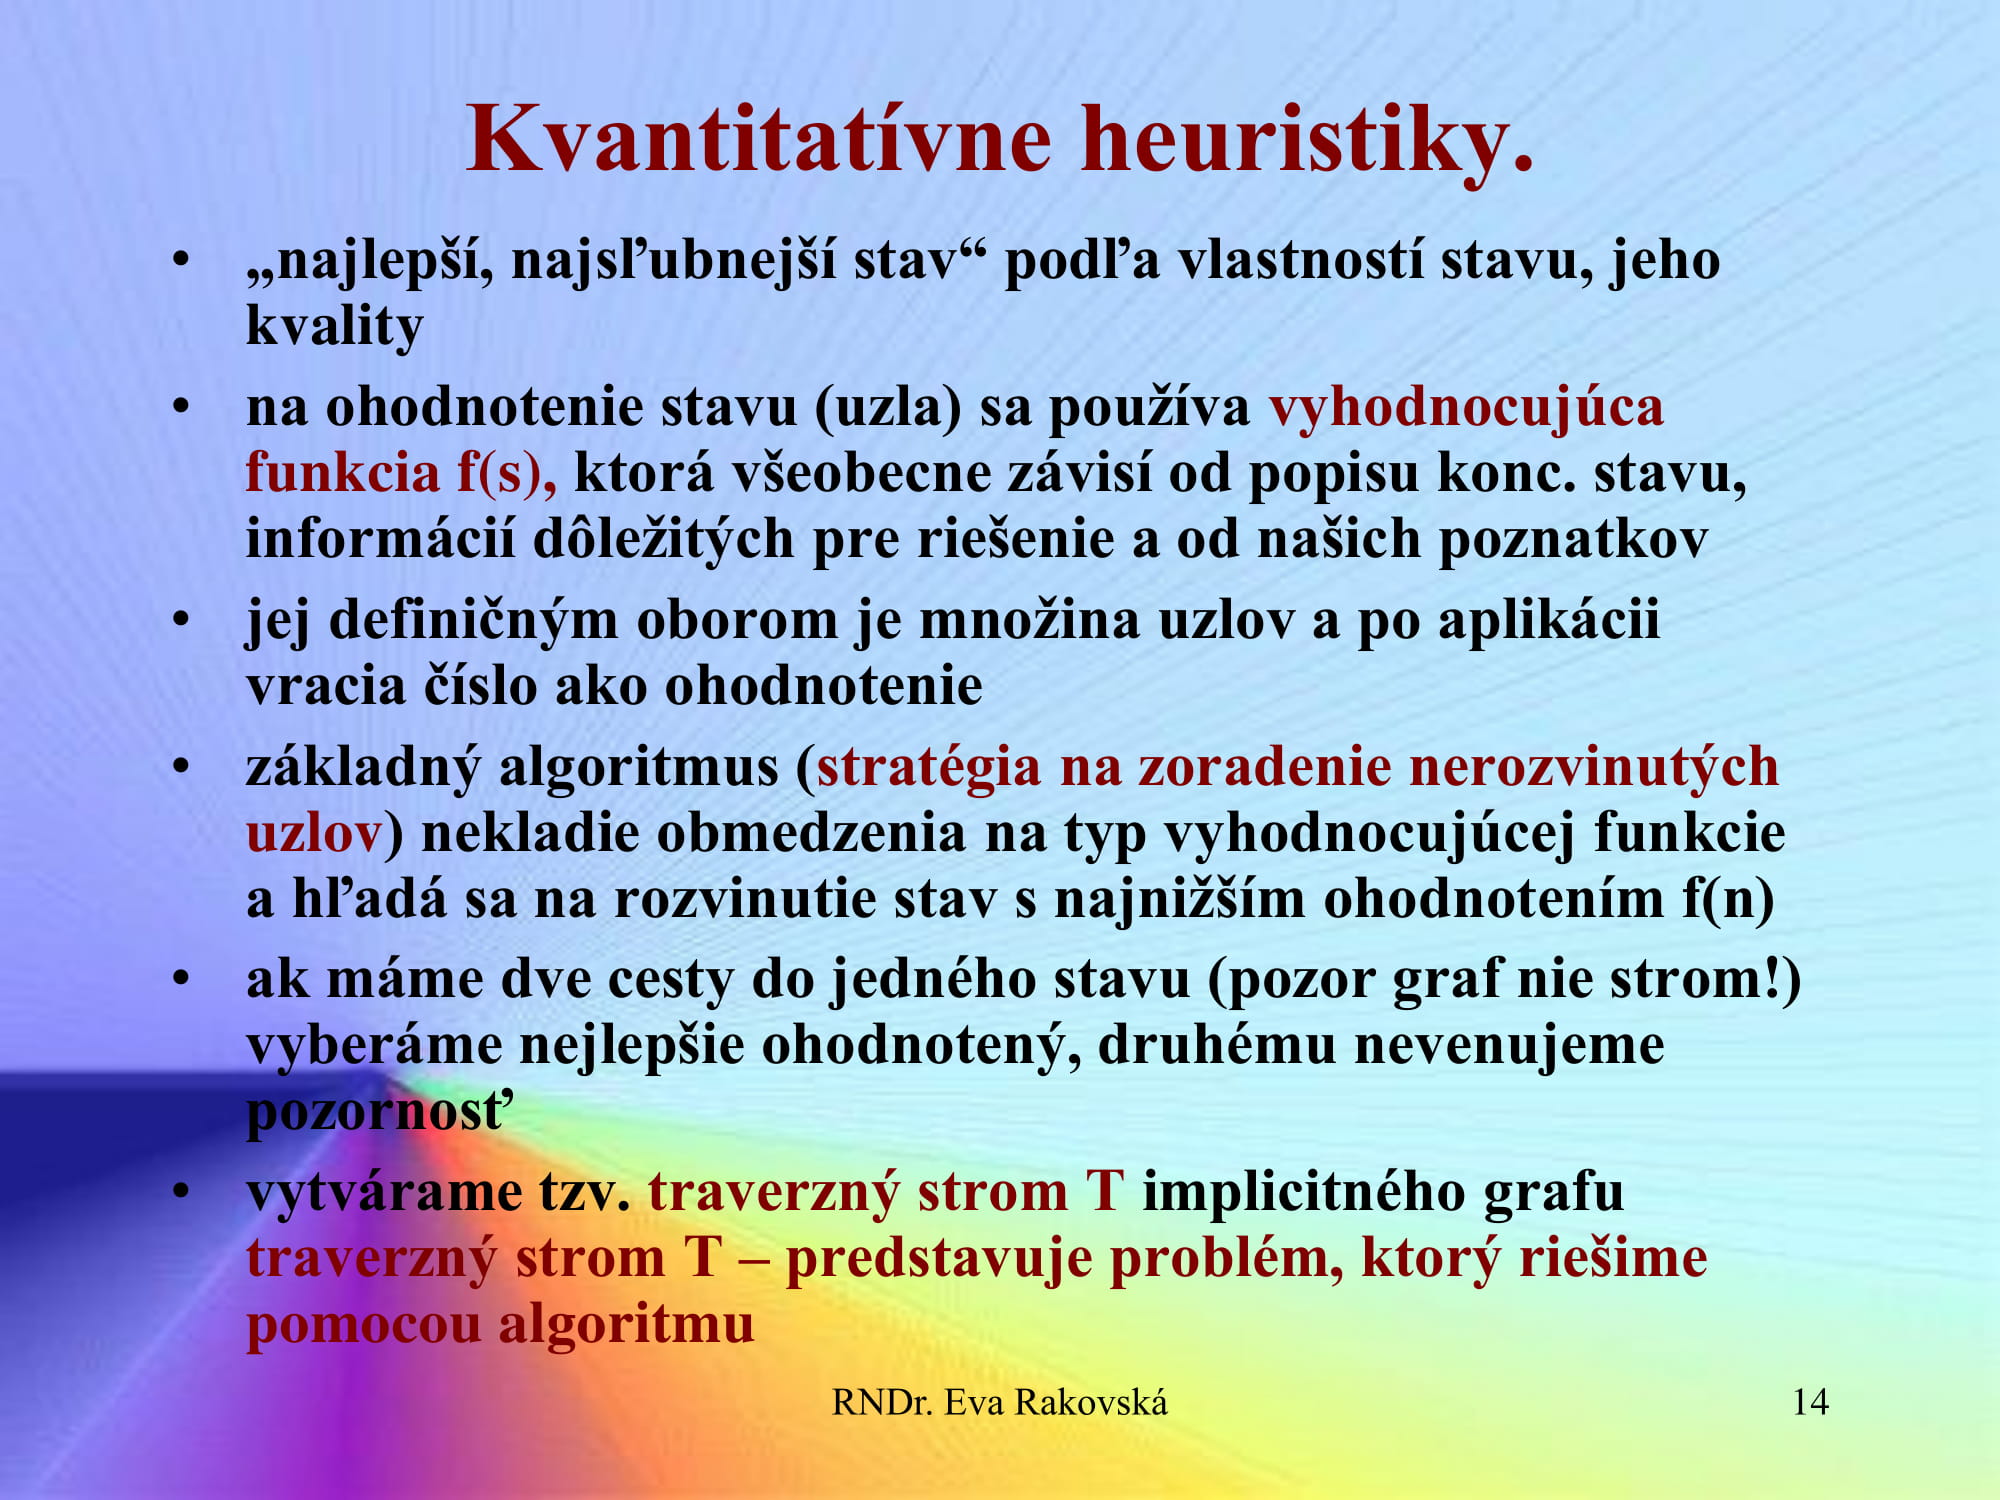 Kvantitatívne heuristiky.
• „najlepší, najsľubnejší stav“ podľa vlastností stavu, jeho
kvality
• na ohodnotenie stavu (uzla) sa používa vyhodnocujúca
funkcia f(s), ktorá všeobecne závisí od popisu konc. stavu,
informácií dôležitých pre riešenie a od našich poznatkov
• jej definičným oborom je množina uzlov a po aplikácii
vracia číslo ako ohodnotenie
• základný algoritmus (stratégia na zoradenie nerozvinutých
uzlov) nekladie obmedzenia na typ vyhodnocujúcej funkcie
a hľadá sa na rozvinutie stav s najnižším ohodnotením f(n)
• ak máme dve cesty do jedného stavu (pozor graf nie strom!)
vyberáme nejlepšie ohodnotený, druhému nevenujeme
pozornosť
• vytvárame tzv. traverzný strom T implicitného grafu
traverzný strom T – predstavuje problém, ktorý riešime
pomocou algoritmu
RNDr. Eva Rakovská
14